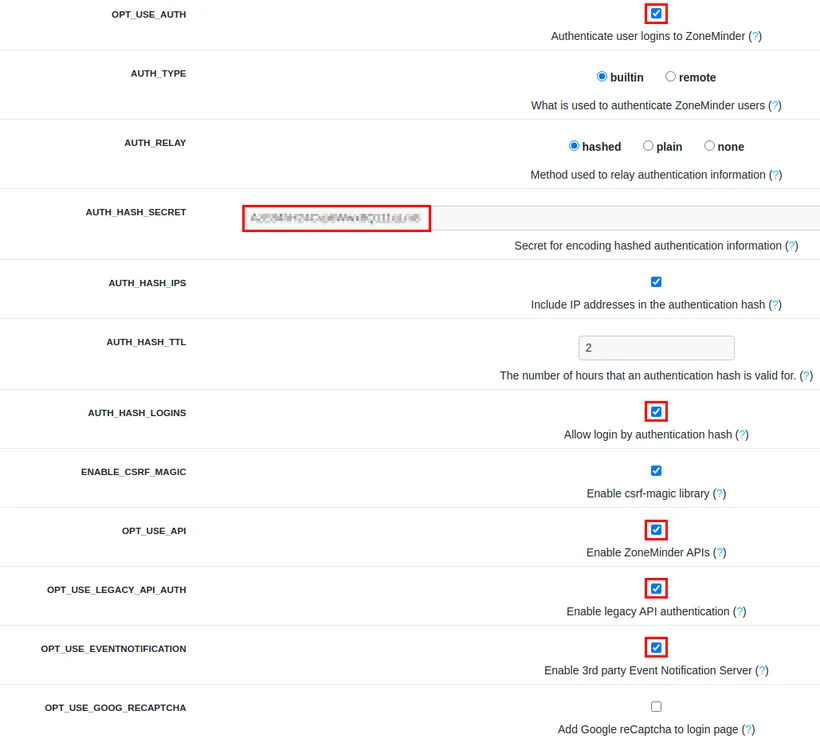 OPT_USE_AUTH
Authenticate user logins to ZoneMinder (?)
AUTH_TYPE
builtin remote
What is used to authenticate ZoneMinder users (?)
AUTH_RELAY
hashed plain none
Method used to relay authentication information (?)
AUTH_HASH_SECRET
Secret for encoding hashed authentication information (?)
AUTH_HASH_IPS
Include IP addresses in the authentication hash (?)
AUTH_HASH_TTL
2
The number of hours that an authentication hash is valid for. (?)
AUTH_HASH_LOGINS
Allow login by authentication hash (?)
ENABLE_CSRF_MAGIC
Enable csrf-magic library (?)
OPT_USE_API
Enable ZoneMinder APIs (?)
OPT_USE_LEGACY_API_AUTH
Enable legacy API authentication (?)
OPT_USE_EVENTNOTIFICATION
Enable 3rd party Event Notification Server (?)
OPT_USE_GOOG_RECAPTCHA
Add Google reCaptcha to login page (?)